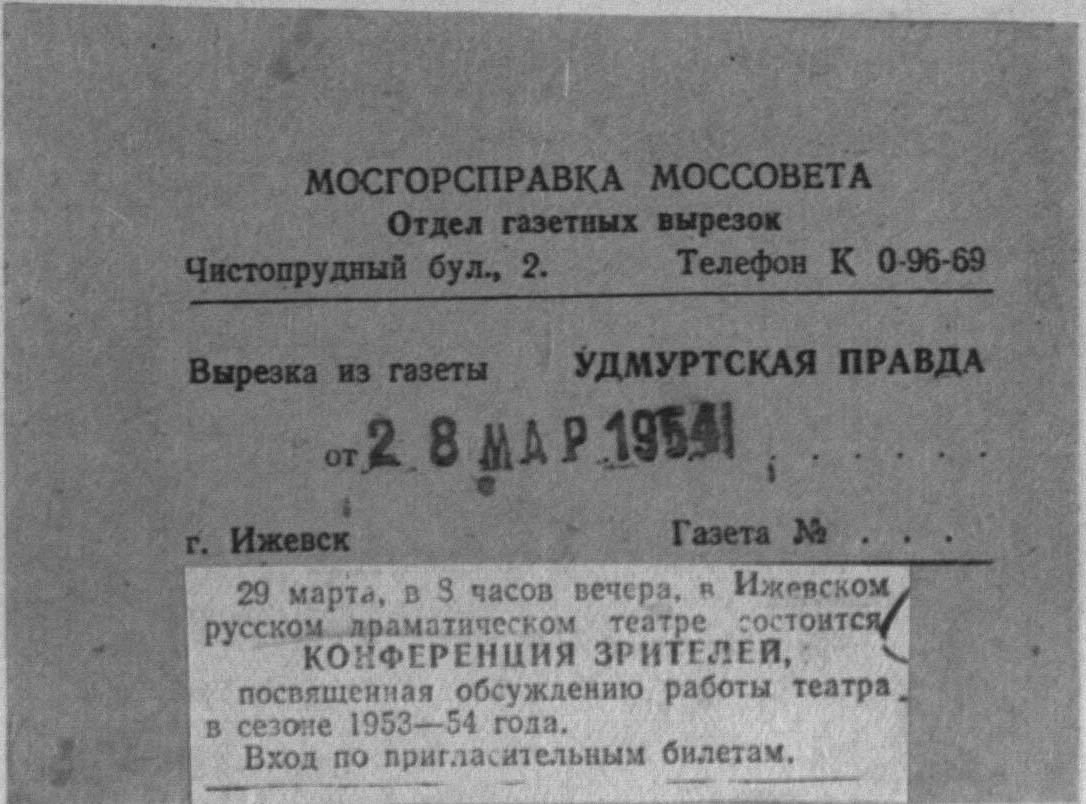 МОСГОРСПРАВКА МОССОВЕТА
Отдел газетных вырезок
Чистопрудный бул., 2. Телефон К 0-96-69
Вырезка из газеты УДМУРТСКАЯ ПРАВДА
от 28 МАР 1954 . . . . . .
г. Ижевск Газета № . . .
29 марта, в 8 часов вечера, в Ижевском
русском драматическом театре состоится
КОНФЕРЕНЦИЯ ЗРИТЕЛЕЙ,
посвященная обсуждению работы театра
в сезоне 1953—54 года.
Вход по пригласительным билетам.